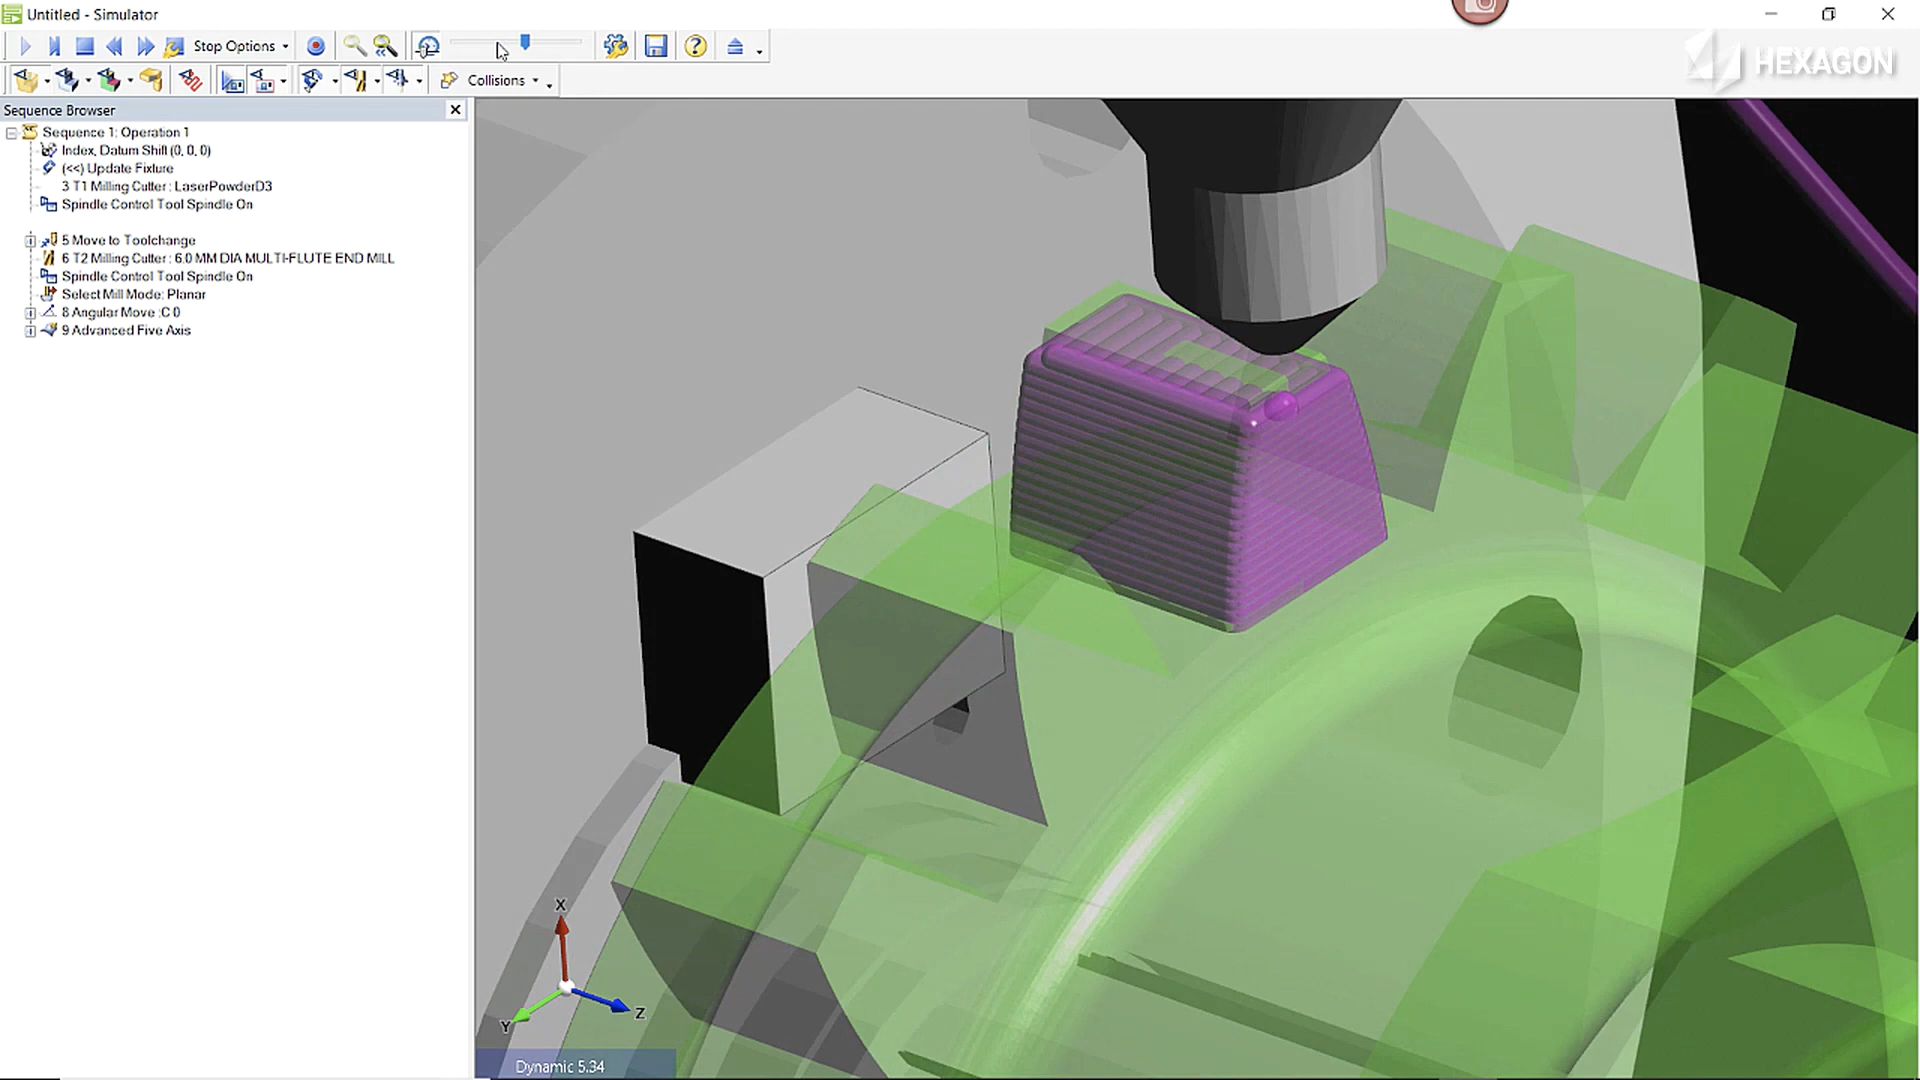 Untitled - Simulator
Stop Options
HEXAGON
Collisions
Sequence Browser
Sequence 1: Operation 1
Index, Datum Shift (0, 0, 0)
(<<) Update Fixture
3 T1 Milling Cutter : LaserPowderD3
Spindle Control Tool Spindle On
5 Move to Toolchange
6 T2 Milling Cutter : 6.0 MM DIA MULTI-FLUTE END MILL
Spindle Control Tool Spindle On
Select Mill Mode: Planar
8 Angular Move :C 0
9 Advanced Five Axis
X
Y
Z
Dynamic 5.34